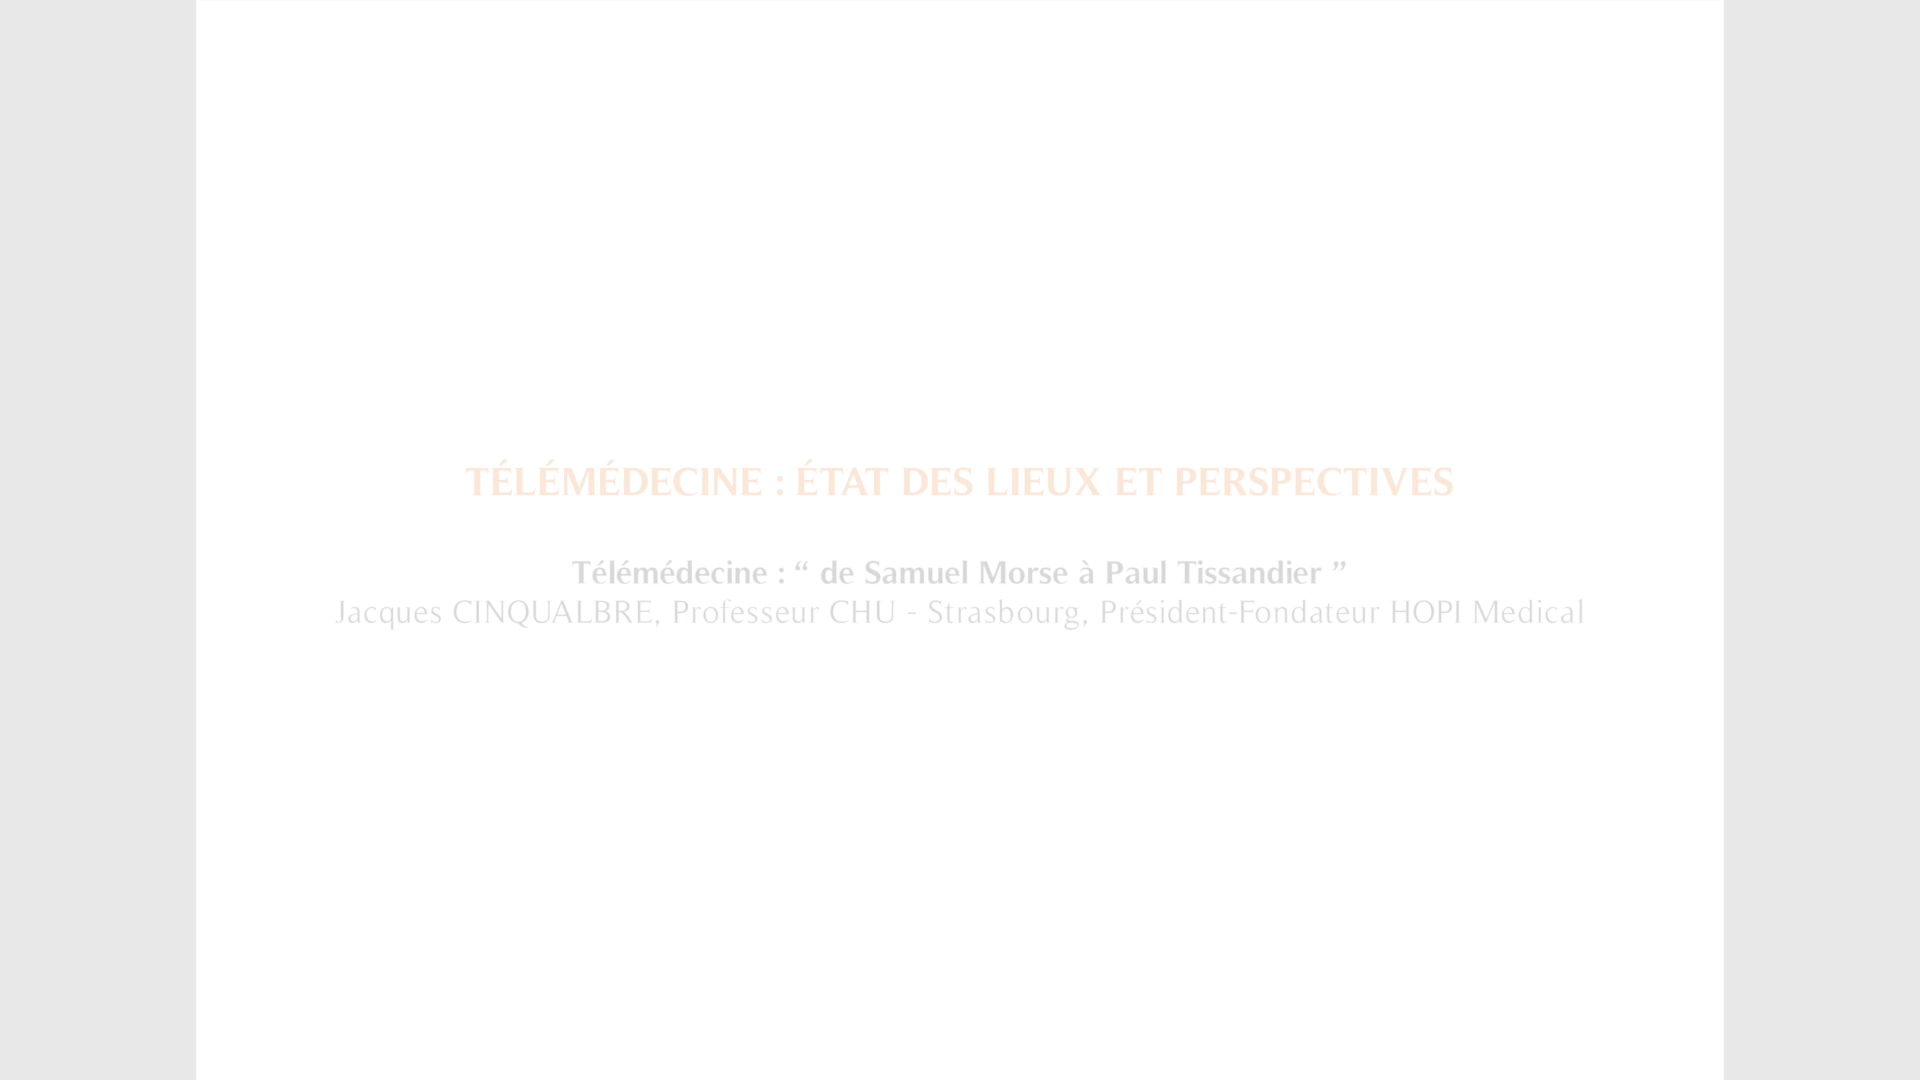 TÉLÉMÉDECINE : ÉTAT DES LIEUX ET PERSPECTIVES
Télémédecine : “ de Samuel Morse à Paul Tissandier ”
Jacques CINQUALBRE, Professeur CHU - Strasbourg, Président-Fondateur HOPI Medical